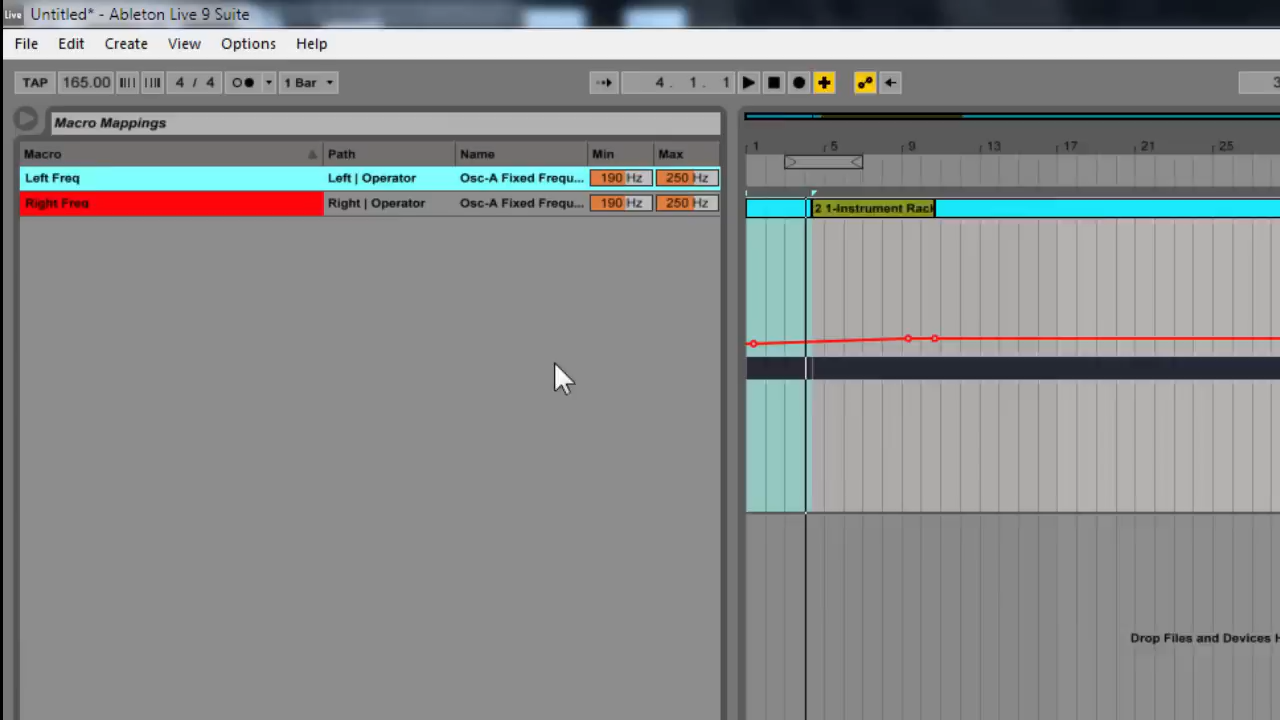 Live Untitled* - Ableton Live 9 Suite
File Edit Create View Options Help
TAP 165.00 4 / 4 1 Bar 4. 1. 1 3
Macro Mappings
Macro Path Name Min Max
Left Freq Left | Operator Osc-A Fixed Frequ... 190 Hz 250 Hz
Right Freq Right | Operator Osc-A Fixed Frequ... 190 Hz 250 Hz
1 5 9 13 17 21 25
2 1-Instrument Rack
Drop Files and Devices H